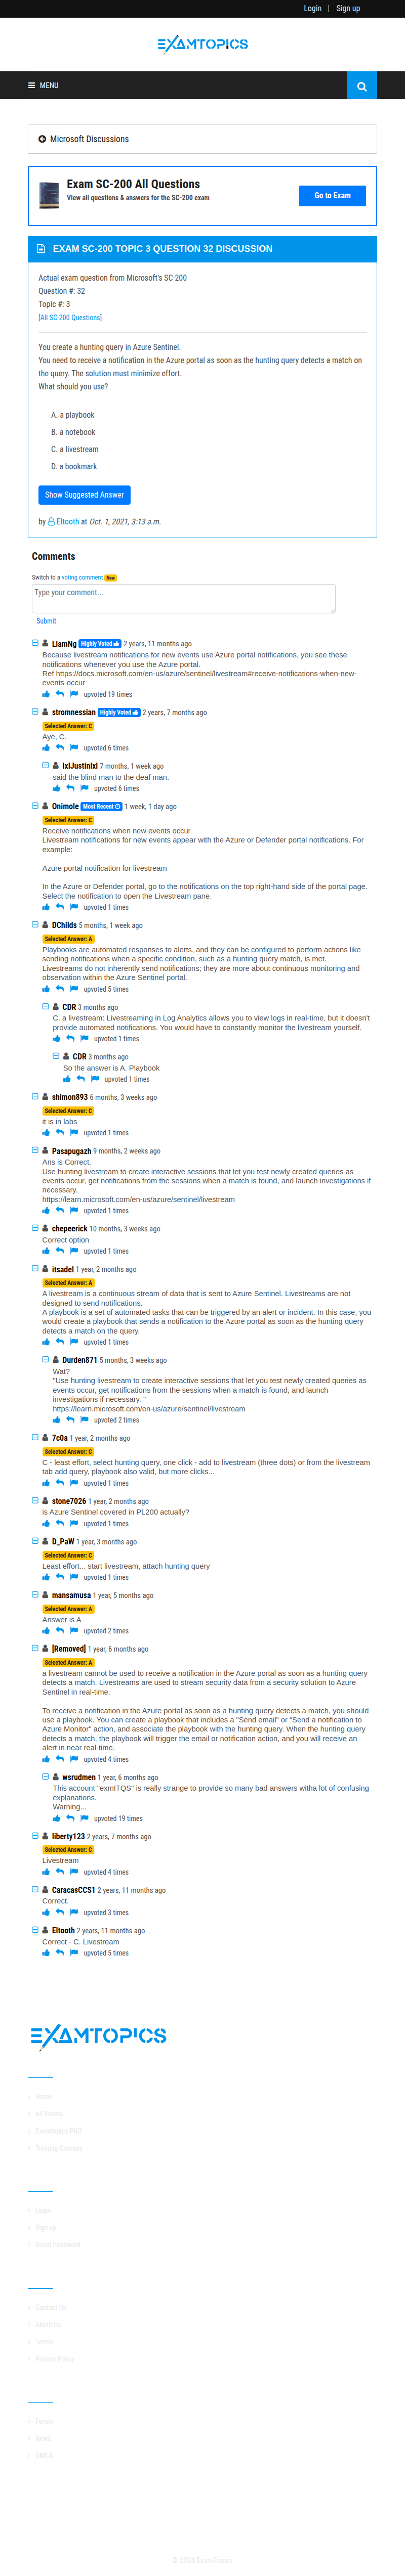 Login | Sign up
EXAMTOPICS
MENU
Microsoft Discussions
Exam SC-200 All Questions
View all questions & answers for the SC-200 exam
Go to Exam
EXAM SC-200 TOPIC 3 QUESTION 32 DISCUSSION
Actual exam question from Microsoft's SC-200
Question #: 32
Topic #: 3
[All SC-200 Questions]
You create a hunting query in Azure Sentinel.
You need to receive a notification in the Azure portal as soon as the hunting query detects a match on
the query. The solution must minimize effort.
What should you use?
A. a playbook
B. a notebook
C. a livestream
D. a bookmark
Show Suggested Answer
by Eltooth at Oct. 1, 2021, 3:13 a.m.
Comments
Switch to a voting comment New
Type your comment...
Submit
LiamNg Highly Voted 2 years, 11 months ago
Because livestream notifications for new events use Azure portal notifications, you see these
notifications whenever you use the Azure portal.
Ref https://docs.microsoft.com/en-us/azure/sentinel/livestream#receive-notifications-when-new-
events-occur
upvoted 19 times
stromnessian Highly Voted 2 years, 7 months ago
Selected Answer: C
Aye, C.
upvoted 6 times
IxIJustinIxI 7 months, 1 week ago
said the blind man to the deaf man.
upvoted 6 times
Onimole Most Recent 1 week, 1 day ago
Selected Answer: C
Receive notifications when new events occur
Livestream notifications for new events appear with the Azure or Defender portal notifications. For
example:
Azure portal notification for livestream
In the Azure or Defender portal, go to the notifications on the top right-hand side of the portal page.
Select the notification to open the Livestream pane.
upvoted 1 times
DChilds 5 months, 1 week ago
Selected Answer: A
Playbooks are automated responses to alerts, and they can be configured to perform actions like
sending notifications when a specific condition, such as a hunting query match, is met.
Livestreams do not inherently send notifications; they are more about continuous monitoring and
observation within the Azure Sentinel portal.
upvoted 5 times
CDR 3 months ago
C. a livestream: Livestreaming in Log Analytics allows you to view logs in real-time, but it doesn't
provide automated notifications. You would have to constantly monitor the livestream yourself.
upvoted 1 times
CDR 3 months ago
So the answer is A. Playbook
upvoted 1 times
shimon893 6 months, 3 weeks ago
Selected Answer: C
it is in labs
upvoted 1 times
Pasapugazh 9 months, 2 weeks ago
Ans is Correct.
Use hunting livestream to create interactive sessions that let you test newly created queries as
events occur, get notifications from the sessions when a match is found, and launch investigations if
necessary.
https://learn.microsoft.com/en-us/azure/sentinel/livestream
upvoted 1 times
chepeerick 10 months, 3 weeks ago
Correct option
upvoted 1 times
itsadel 1 year, 2 months ago
Selected Answer: A
A livestream is a continuous stream of data that is sent to Azure Sentinel. Livestreams are not
designed to send notifications.
A playbook is a set of automated tasks that can be triggered by an alert or incident. In this case, you
would create a playbook that sends a notification to the Azure portal as soon as the hunting query
detects a match on the query.
upvoted 1 times
Durden871 5 months, 3 weeks ago
Wat?
"Use hunting livestream to create interactive sessions that let you test newly created queries as
events occur, get notifications from the sessions when a match is found, and launch
investigations if necessary. "
https://learn.microsoft.com/en-us/azure/sentinel/livestream
upvoted 2 times
7c0a 1 year, 2 months ago
Selected Answer: C
C - least effort, select hunting query, one click - add to livestream (three dots) or from the livestream
tab add query, playbook also valid, but more clicks...
upvoted 1 times
stone7026 1 year, 2 months ago
is Azure Sentinel covered in PL200 actually?
upvoted 1 times
D_PaW 1 year, 3 months ago
Selected Answer: C
Least effort... start livestream, attach hunting query
upvoted 1 times
mansamusa 1 year, 5 months ago
Selected Answer: A
Answer is A
upvoted 2 times
[Removed] 1 year, 6 months ago
Selected Answer: A
a livestream cannot be used to receive a notification in the Azure portal as soon as a hunting query
detects a match. Livestreams are used to stream security data from a security solution to Azure
Sentinel in real-time.
To receive a notification in the Azure portal as soon as a hunting query detects a match, you should
use a playbook. You can create a playbook that includes a "Send email" or "Send a notification to
Azure Monitor" action, and associate the playbook with the hunting query. When the hunting query
detects a match, the playbook will trigger the email or notification action, and you will receive an
alert in near real-time.
upvoted 4 times
wsrudmen 1 year, 6 months ago
This account "exmITQS" is really strange to provide so many bad answers witha lot of confusing
explanations.
Warning...
upvoted 19 times
liberty123 2 years, 7 months ago
Selected Answer: C
Livestream
upvoted 4 times
CaracasCCS1 2 years, 11 months ago
Correct.
upvoted 3 times
Eltooth 2 years, 11 months ago
Correct - C. Livestream
upvoted 5 times
EXAMTOPICS
Home
All Exams
Examtopics PRO
Training Courses
Login
Sign up
Reset Password
Contact Us
About Us
Terms
Privacy Policy
Forum
News
DMCA
© 2024 ExamTopics